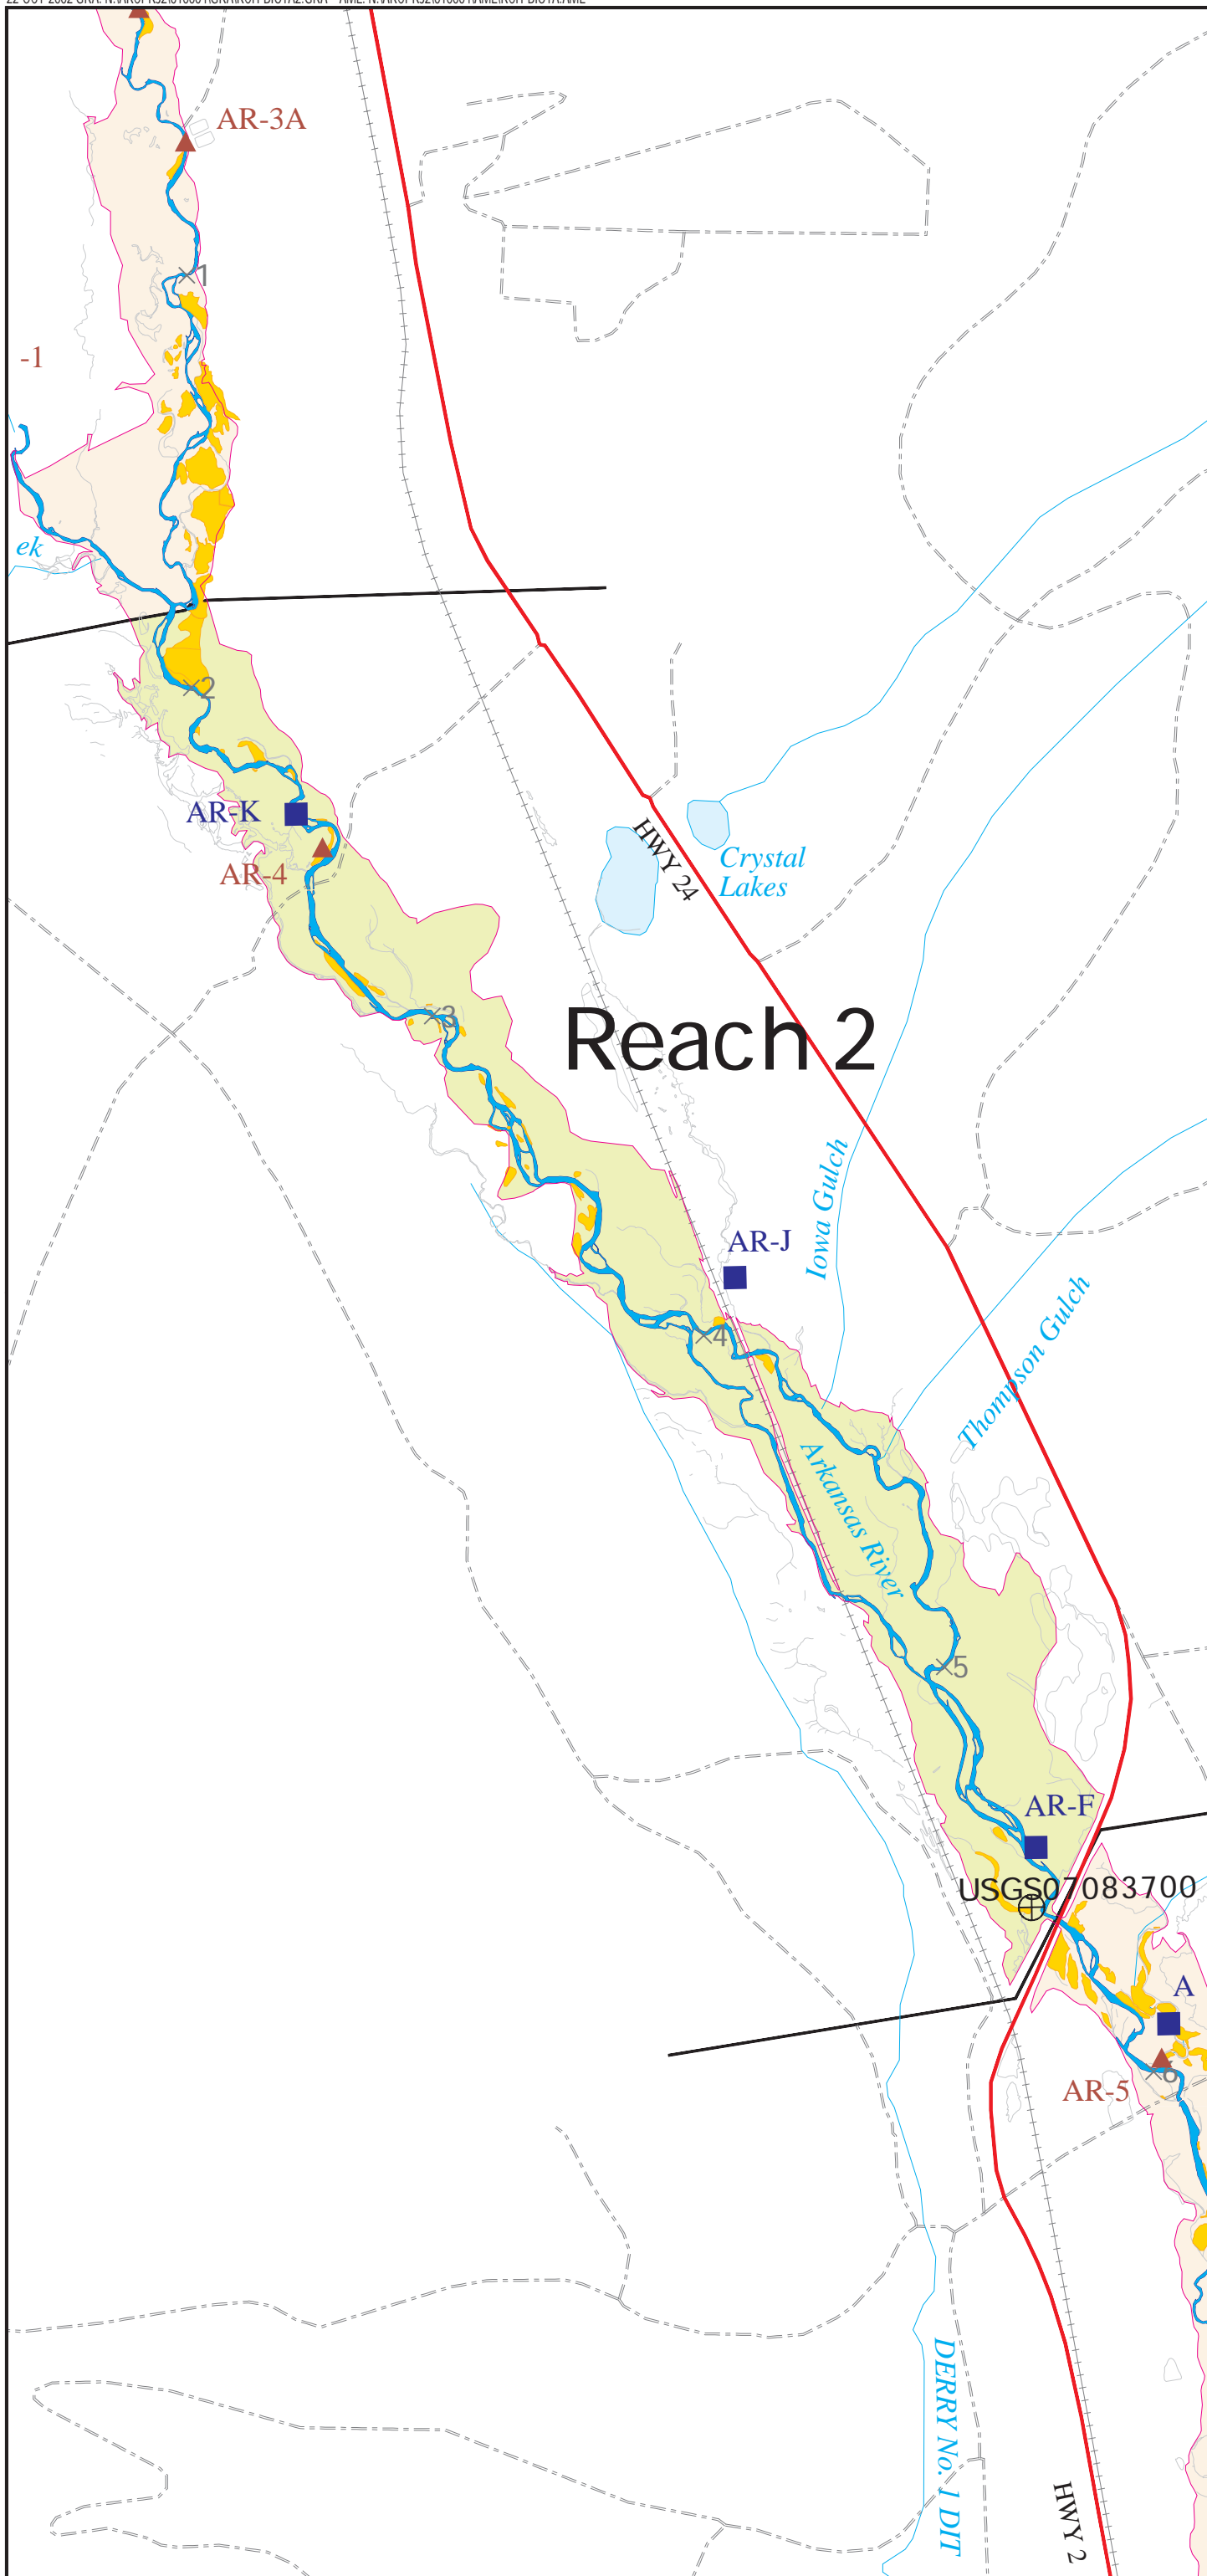 AR-3A
1
-1
ek
2
AR-K
AR-4
HWY 24
Crystal
Lakes
3
Reach 2
Iowa Gulch
AR-J
4
Thompson Gulch
Arkansas River
5
AR-F
USGS07083700
A
6
AR-5
DERRY No. 1 DIT
HWY 2